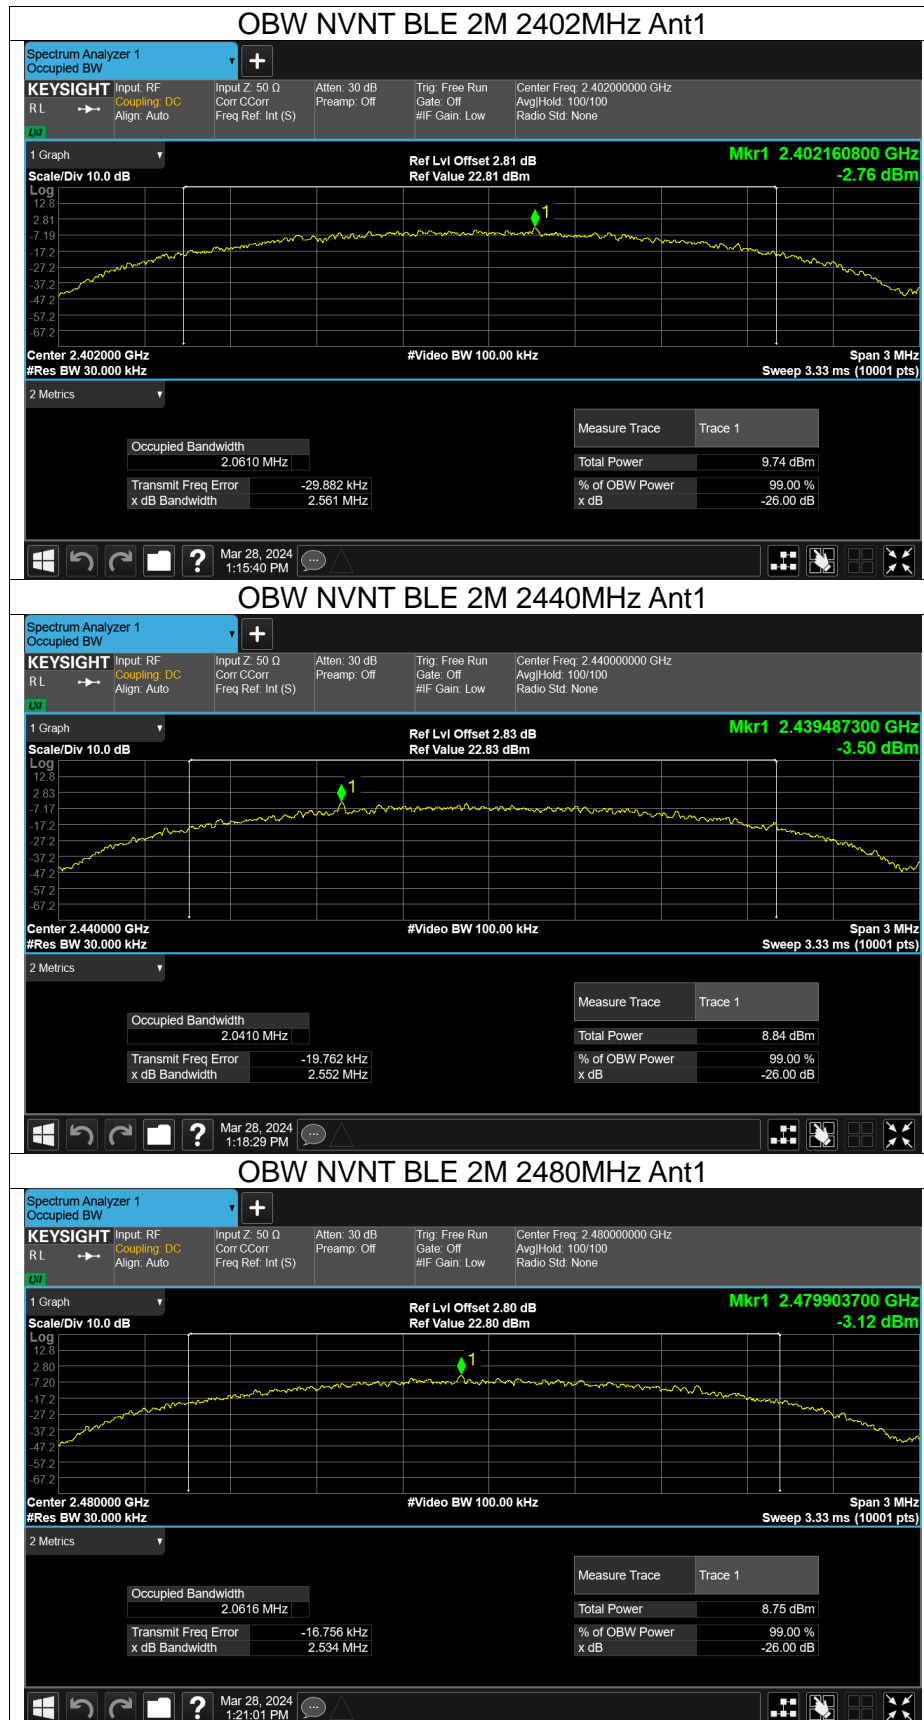 OBW NVNT BLE 2M 2402MHz Ant1
Spectrum Analyzer 1
Occupied BW
+
KEYSIGHT Input: RF Input Z: 50 Ω Atten: 30 dB Trig: Free Run Center Freq: 2.402000000 GHz
RL Coupling: DC Corr CCorr Preamp: Off Gate: Off Avg|Hold: 100/100
Align: Auto Freq Ref: Int (S) #IF Gain: Low Radio Std: None
LXI
1 Graph Ref Lvl Offset 2.81 dB Mkr1 2.402160800 GHz
Scale/Div 10.0 dB Ref Value 22.81 dBm -2.76 dBm
Log
12.8
1
2.81
-7.19
-17.2
-27.2
-37.2
-47.2
-57.2
-67.2
Center 2.402000 GHz #Video BW 100.00 kHz Span 3 MHz
#Res BW 30.000 kHz Sweep 3.33 ms (10001 pts)
2 Metrics
Measure Trace Trace 1
Occupied Bandwidth
2.0610 MHz Total Power 9.74 dBm
Transmit Freq Error -29.882 kHz % of OBW Power 99.00 %
x dB Bandwidth 2.561 MHz x dB -26.00 dB
? Mar 28, 2024
1:15:40 PM
OBW NVNT BLE 2M 2440MHz Ant1
Spectrum Analyzer 1
Occupied BW
+
KEYSIGHT Input: RF Input Z: 50 Ω Atten: 30 dB Trig: Free Run Center Freq: 2.440000000 GHz
RL Coupling: DC Corr CCorr Preamp: Off Gate: Off Avg|Hold: 100/100
Align: Auto Freq Ref: Int (S) #IF Gain: Low Radio Std: None
LXI
1 Graph Ref Lvl Offset 2.83 dB Mkr1 2.439487300 GHz
Scale/Div 10.0 dB Ref Value 22.83 dBm -3.50 dBm
Log
12.8
1
2.83
-7.17
-17.2
-27.2
-37.2
-47.2
-57.2
-67.2
Center 2.440000 GHz #Video BW 100.00 kHz Span 3 MHz
#Res BW 30.000 kHz Sweep 3.33 ms (10001 pts)
2 Metrics
Measure Trace Trace 1
Occupied Bandwidth
2.0410 MHz Total Power 8.84 dBm
Transmit Freq Error -19.762 kHz % of OBW Power 99.00 %
x dB Bandwidth 2.552 MHz x dB -26.00 dB
? Mar 28, 2024
1:18:29 PM
OBW NVNT BLE 2M 2480MHz Ant1
Spectrum Analyzer 1
Occupied BW
+
KEYSIGHT Input: RF Input Z: 50 Ω Atten: 30 dB Trig: Free Run Center Freq: 2.480000000 GHz
RL Coupling: DC Corr CCorr Preamp: Off Gate: Off Avg|Hold: 100/100
Align: Auto Freq Ref: Int (S) #IF Gain: Low Radio Std: None
LXI
1 Graph Ref Lvl Offset 2.80 dB Mkr1 2.479903700 GHz
Scale/Div 10.0 dB Ref Value 22.80 dBm -3.12 dBm
Log
12.8
1
2.80
-7.20
-17.2
-27.2
-37.2
-47.2
-57.2
-67.2
Center 2.480000 GHz #Video BW 100.00 kHz Span 3 MHz
#Res BW 30.000 kHz Sweep 3.33 ms (10001 pts)
2 Metrics
Measure Trace Trace 1
Occupied Bandwidth
2.0616 MHz Total Power 8.75 dBm
Transmit Freq Error -16.756 kHz % of OBW Power 99.00 %
x dB Bandwidth 2.534 MHz x dB -26.00 dB
? Mar 28, 2024
1:21:01 PM